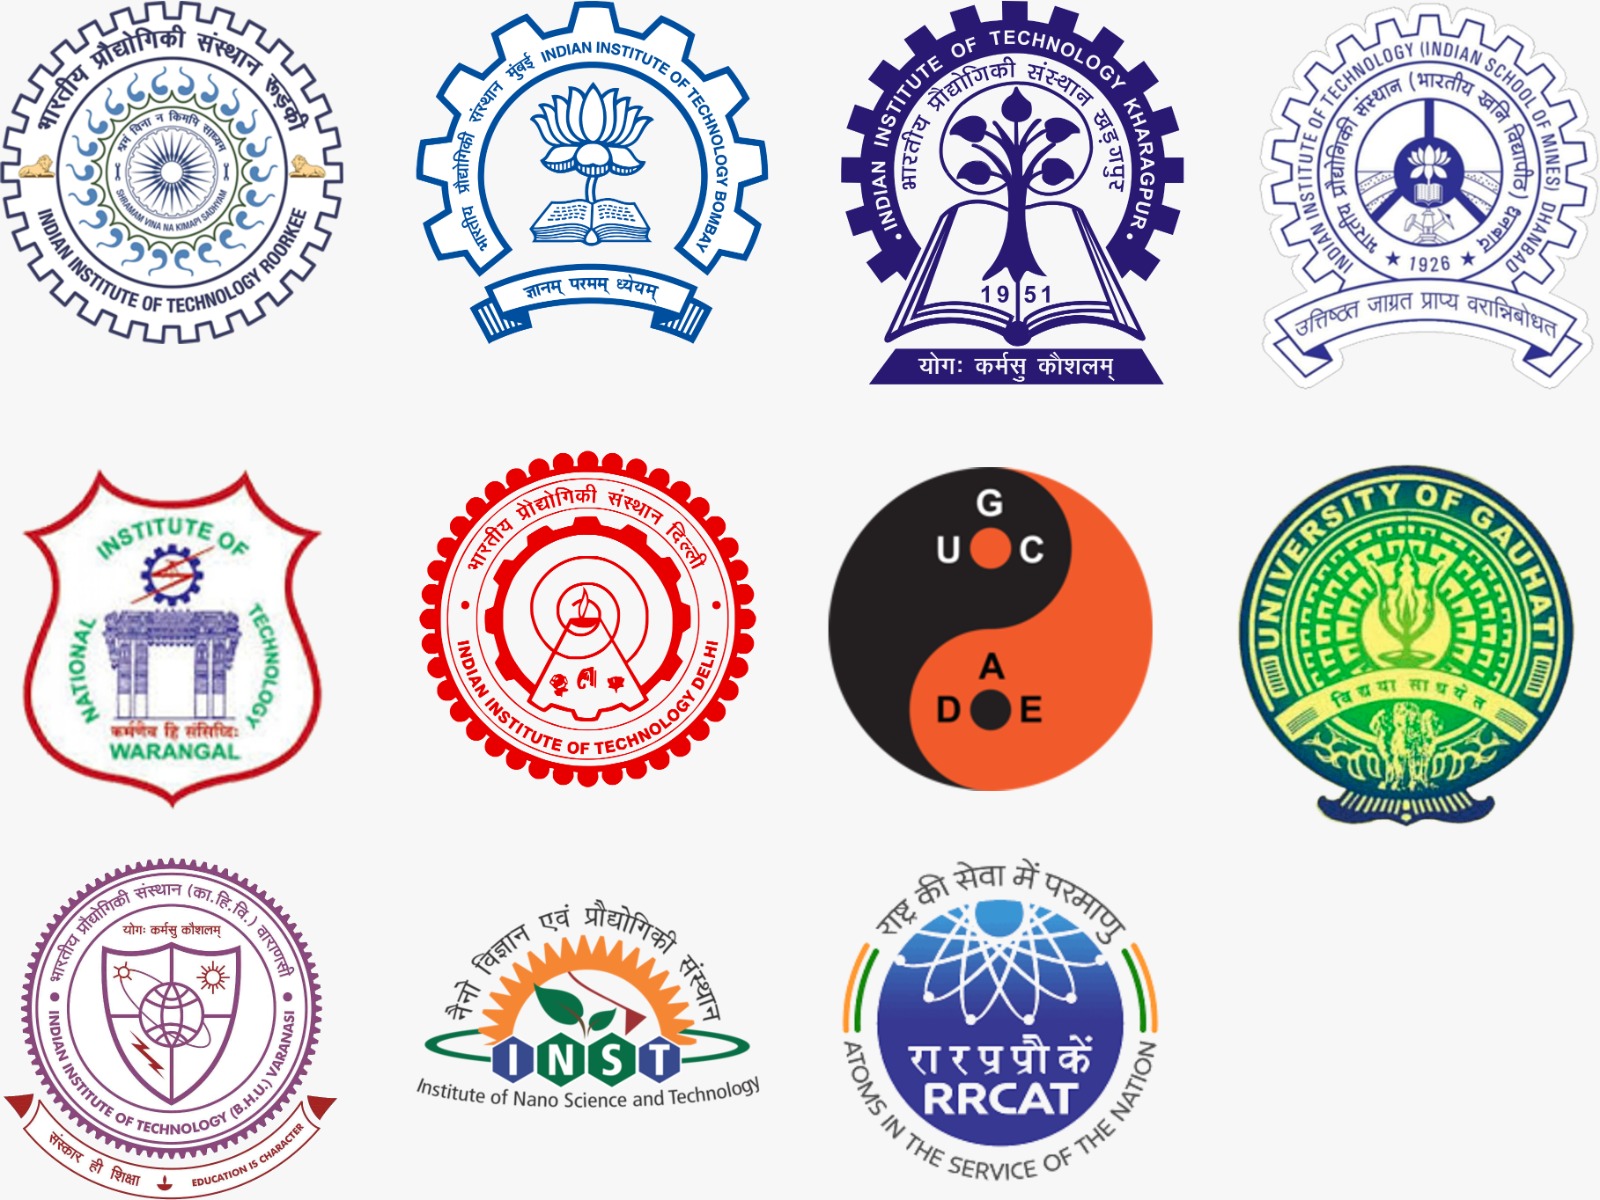 भारतीय प्रौद्योगिकी संस्थान रूड़की
श्रमं विना न किमपि साध्यम्
SHRAMAM VINA NA KIMAPI SADHYAM
INDIAN INSTITUTE OF TECHNOLOGY ROORKEE
भारतीय प्रौद्योगिकी संस्थान मुंबई INDIAN INSTITUTE OF TECHNOLOGY BOMBAY
ज्ञानम् परमम् ध्येयम्
• INDIAN INSTITUTE OF TECHNOLOGY KHARAGPUR •
भारतीय प्रौद्योगिकी संस्थान खड़गपुर
1951
योगः कर्मसु कौशलम्
INDIAN INSTITUTE OF TECHNOLOGY (INDIAN SCHOOL OF MINES) DHANBAD
भारतीय प्रौद्योगिकी संस्थान (भारतीय खनि विद्यापीठ) धनबाद
★ 1926 ★
उत्तिष्ठत जाग्रत प्राप्य वरान्निबोधत
NATIONAL INSTITUTE OF TECHNOLOGY
कर्मणैव हि संसिध्दिः
WARANGAL
भारतीय प्रोद्योगिकी संस्थान दिल्ली
INDIAN INSTITUTE OF TECHNOLOGY DELHI
G
U C
A
D E
UNIVERSITY OF GAUHATI
विद्यया साधयेत
भारतीय प्रौद्योगिकी संस्थान (का.हि.वि.) वाराणसी
योगः कर्मसु कौशलम्
INDIAN INSTITUTE OF TECHNOLOGY (B.H.U.) VARANASI
संस्कार ही शिक्षा EDUCATION IS CHARACTER
नैनो विज्ञान एवं प्रौद्योगिकी संस्थान
INST
Institute of Nano Science and Technology
राष्ट्र की सेवा में परमाणु
रा र प्र प्रौ कें
RRCAT
ATOMS IN THE SERVICE OF THE NATION